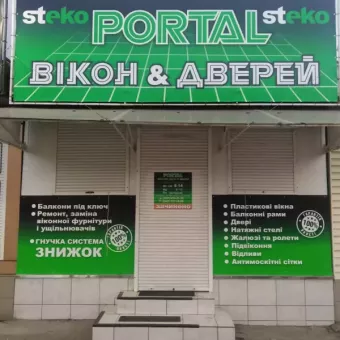 steko PORTAL steko
ВІКОН & ДВЕРЕЙ
PORTAL
• Балкони під ключ
• Ремонт, заміна
віконної фурнітури
і ущільнювачів
• ГНУЧКА СИСТЕМА
ЗНИЖОК
• Пластикові вікна
• Балконні рами
• Двері
• Натяжні стелі
• Жалюзі та ролети
• Підвіконня
• Відливи
• Антимоскітні сітки